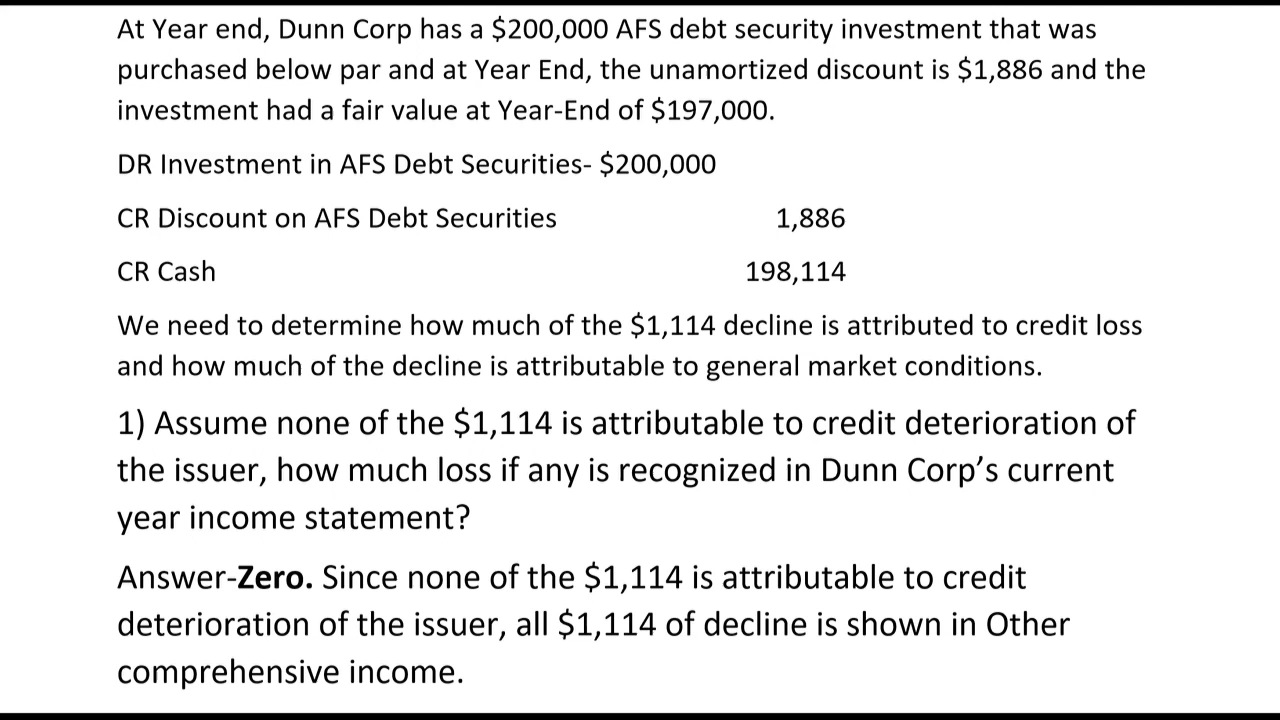 At Year end, Dunn Corp has a $200,000 AFS debt security investment that was
purchased below par and at Year End, the unamortized discount is $1,886 and the
investment had a fair value at Year-End of $197,000.
DR Investment in AFS Debt Securities- $200,000
CR Discount on AFS Debt Securities 1,886
CR Cash 198,114
We need to determine how much of the $1,114 decline is attributed to credit loss
and how much of the decline is attributable to general market conditions.
1) Assume none of the $1,114 is attributable to credit deterioration of
the issuer, how much loss if any is recognized in Dunn Corp’s current
year income statement?
Answer-Zero. Since none of the $1,114 is attributable to credit
deterioration of the issuer, all $1,114 of decline is shown in Other
comprehensive income.